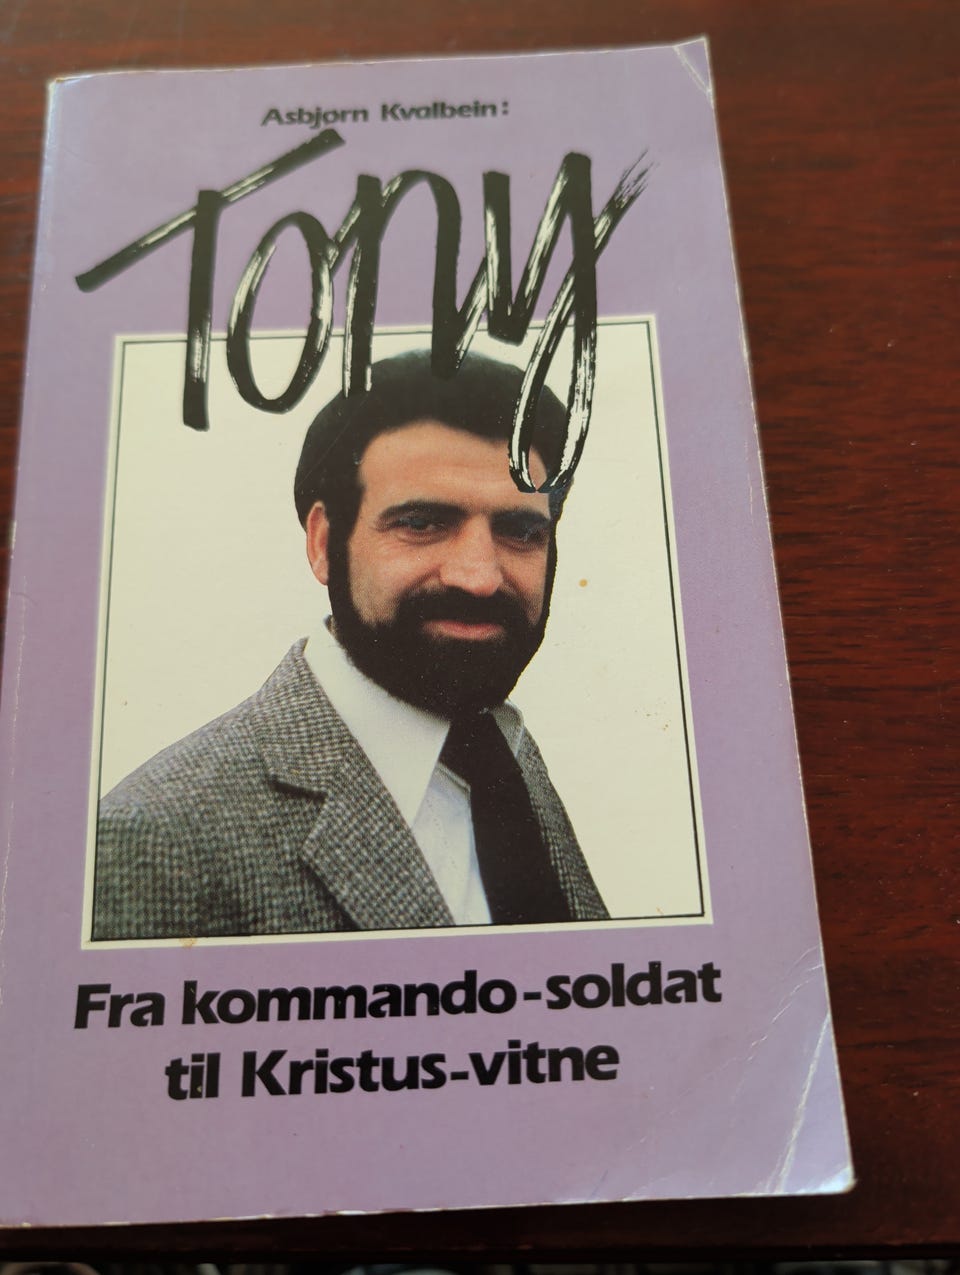 Asbjørn Kvalbein:
Tony
Fra kommando-soldat
til Kristus-vitne